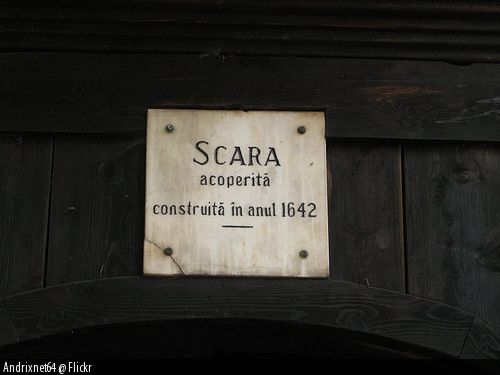 SCARA
acoperită
construită în anul 1642
Andrixnet64 @ Flickr